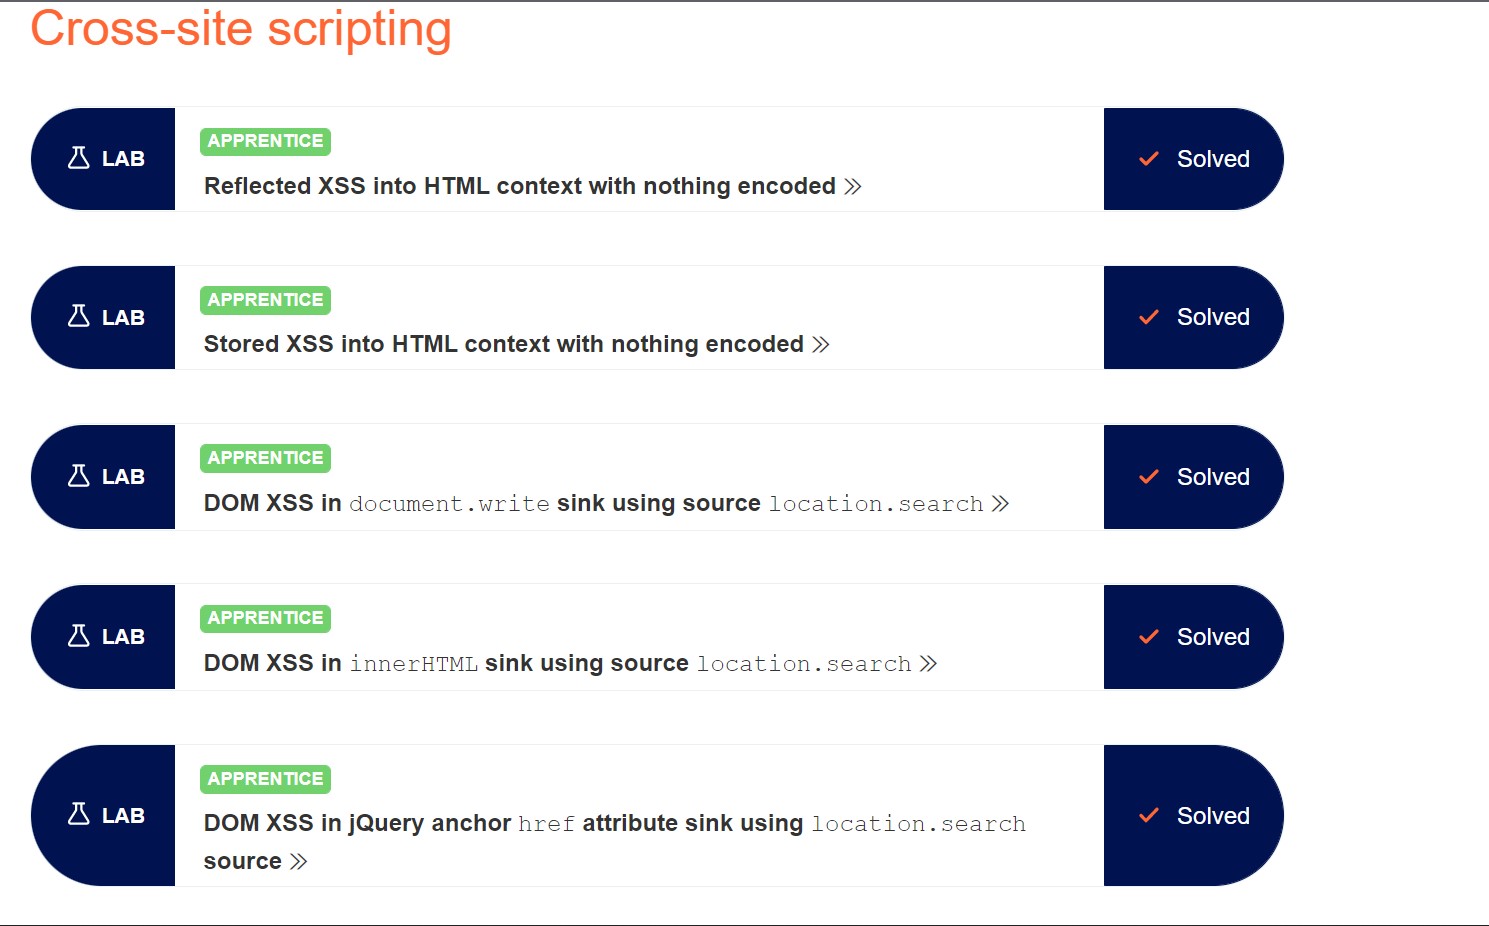 Cross-site scripting
LAB
APPRENTICE
Reflected XSS into HTML context with nothing encoded
Solved
LAB
APPRENTICE
Stored XSS into HTML context with nothing encoded
Solved
LAB
APPRENTICE
DOM XSS in document.write sink using source location.search
Solved
LAB
APPRENTICE
DOM XSS in innerHTML sink using source location.search
Solved
LAB
APPRENTICE
DOM XSS in jQuery anchor href attribute sink using location.search
source
Solved